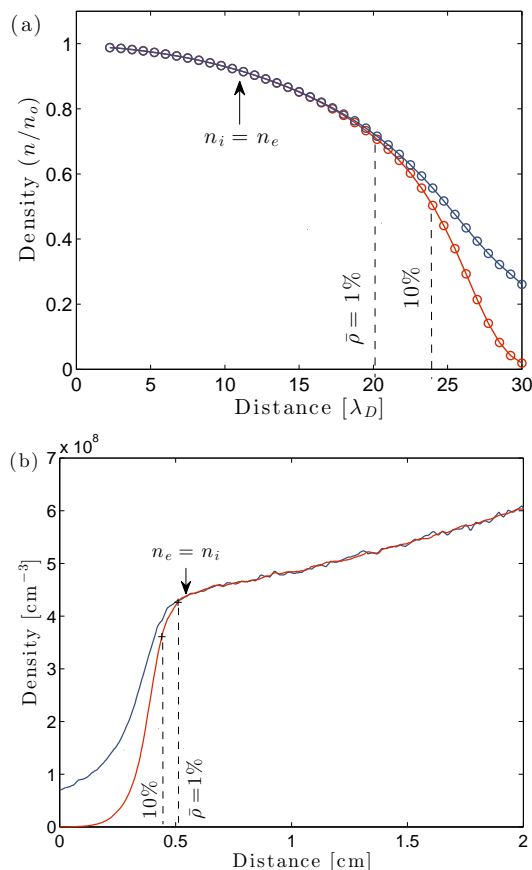 (a)
Density (n/n_o)
1
0.8
0.6
0.4
0.2
0
n_i = n_e
ρ̄ = 1%
10%
0 5 10 15 20 25 30
Distance [λ_D]
(b)
× 10^8
Density [cm^−3]
7
6
5
4
3
2
1
0
n_e = n_i
10%
ρ̄ = 1%
0 0.5 1 1.5 2
Distance [cm]